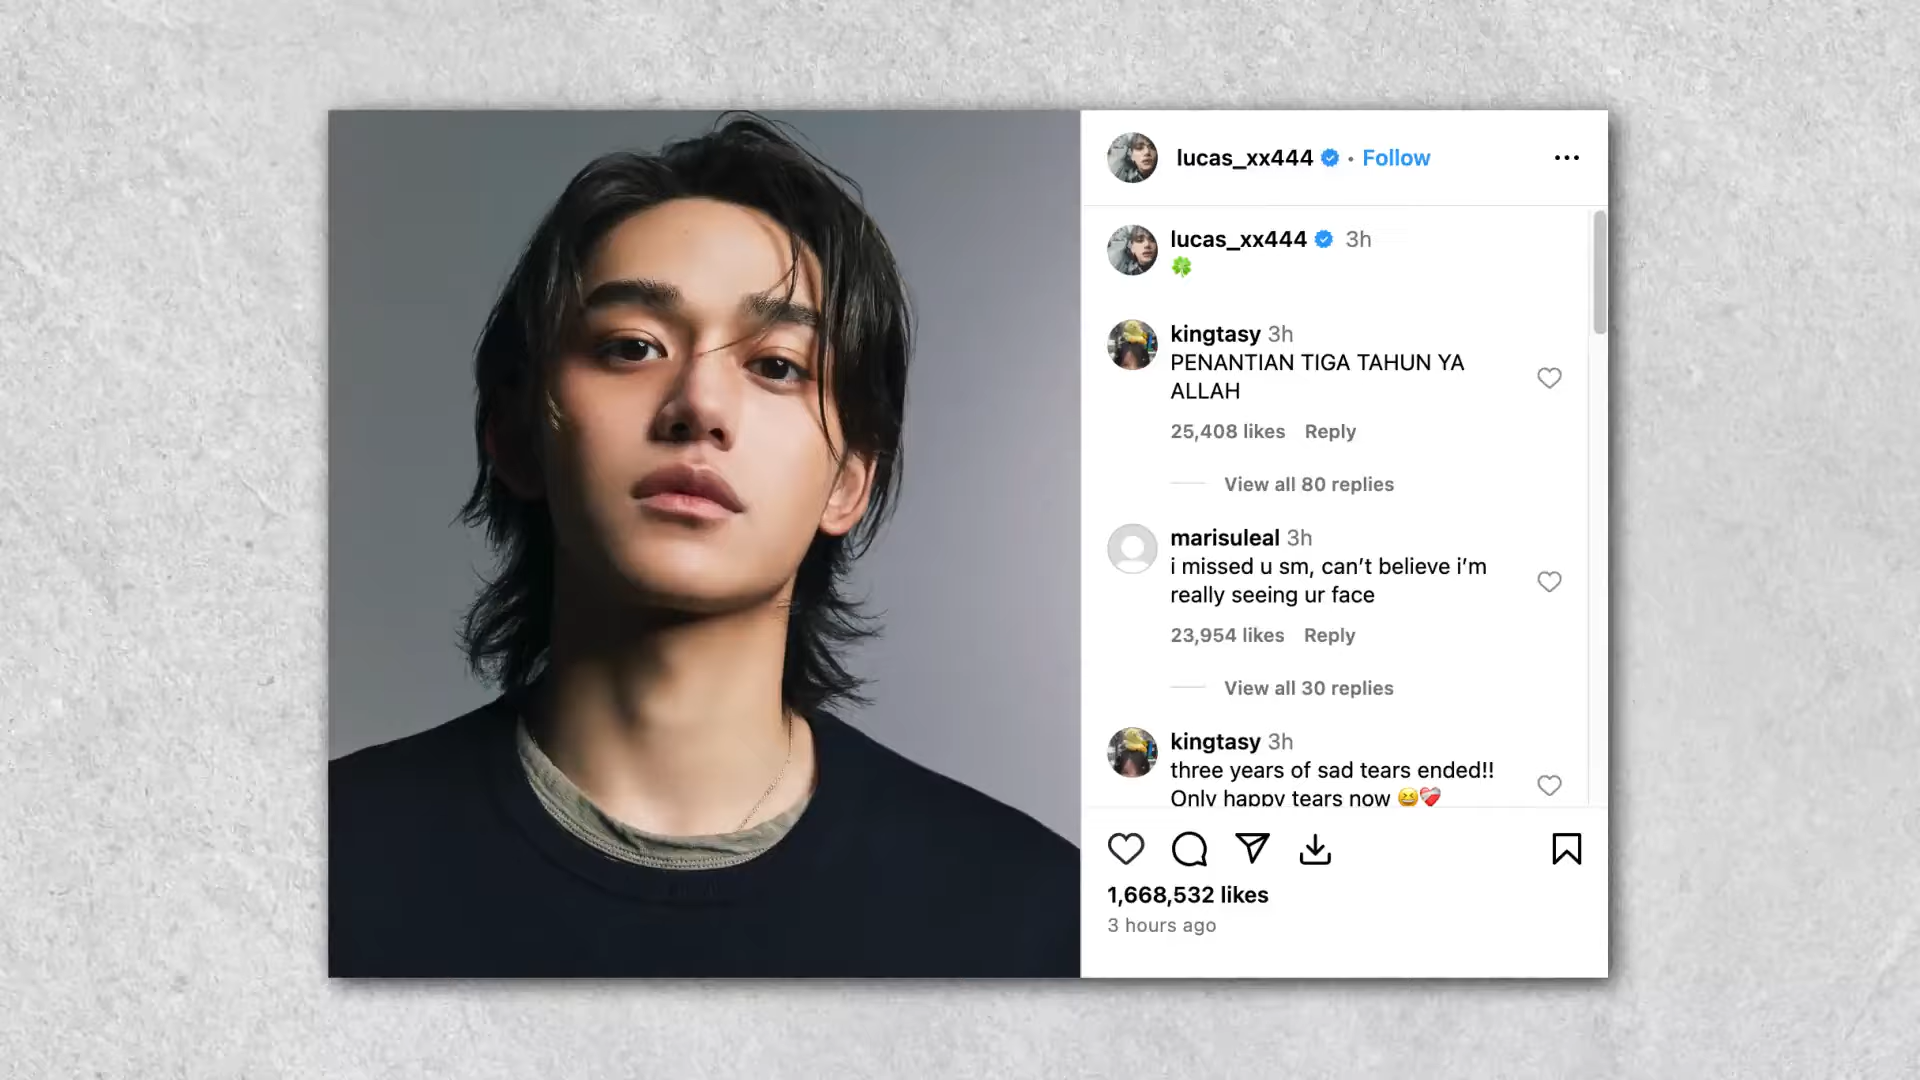 lucas_xx444 • Follow
lucas_xx444 3h
🍀
kingtasy 3h
PENANTIAN TIGA TAHUN YA
ALLAH
25,408 likes Reply
View all 80 replies
marisuleal 3h
i missed u sm, can’t believe i’m
really seeing ur face
23,954 likes Reply
View all 30 replies
kingtasy 3h
three years of sad tears ended!!
Only happy tears now 😆❤️‍🩹
1,668,532 likes
3 hours ago